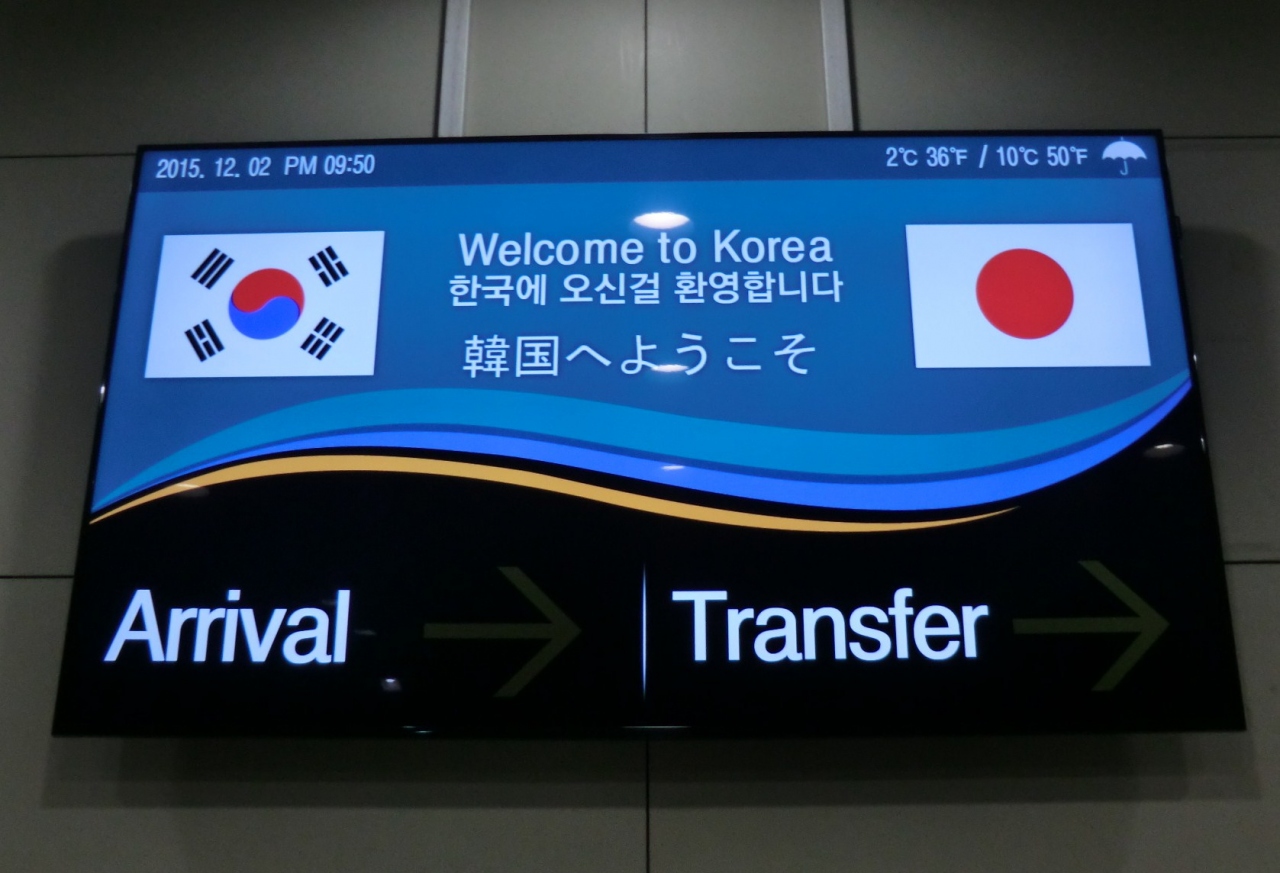 2015. 12. 02 PM 09:50
2℃ 36℉ / 10℃ 50℉
Welcome to Korea
한국에 오신걸 환영합니다
韓国へようこそ
Arrival
Transfer